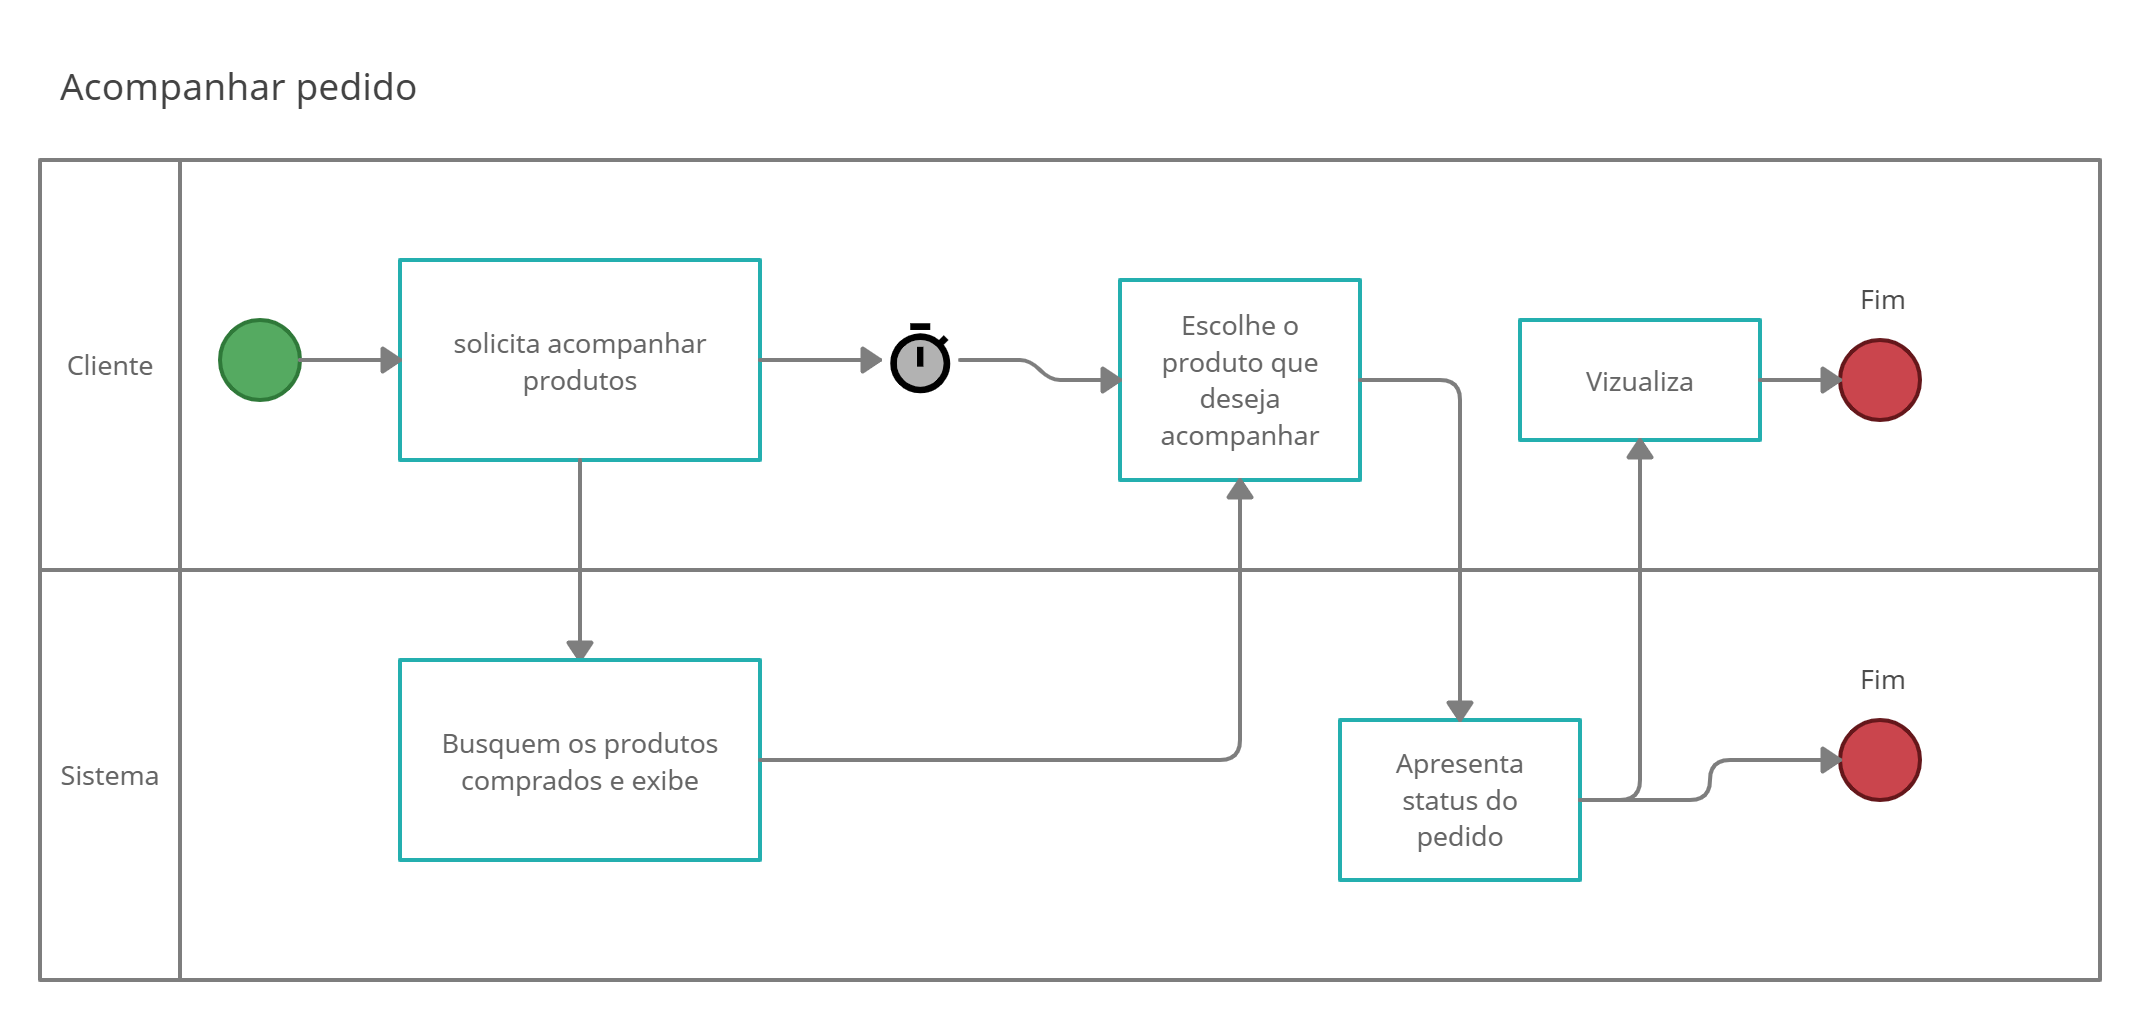 Acompanhar pedido
Cliente
solicita acompanhar
produtos
Escolhe o
produto que
deseja
acompanhar
Vizualiza
Fim
Sistema
Busquem os produtos
comprados e exibe
Apresenta
status do
pedido
Fim